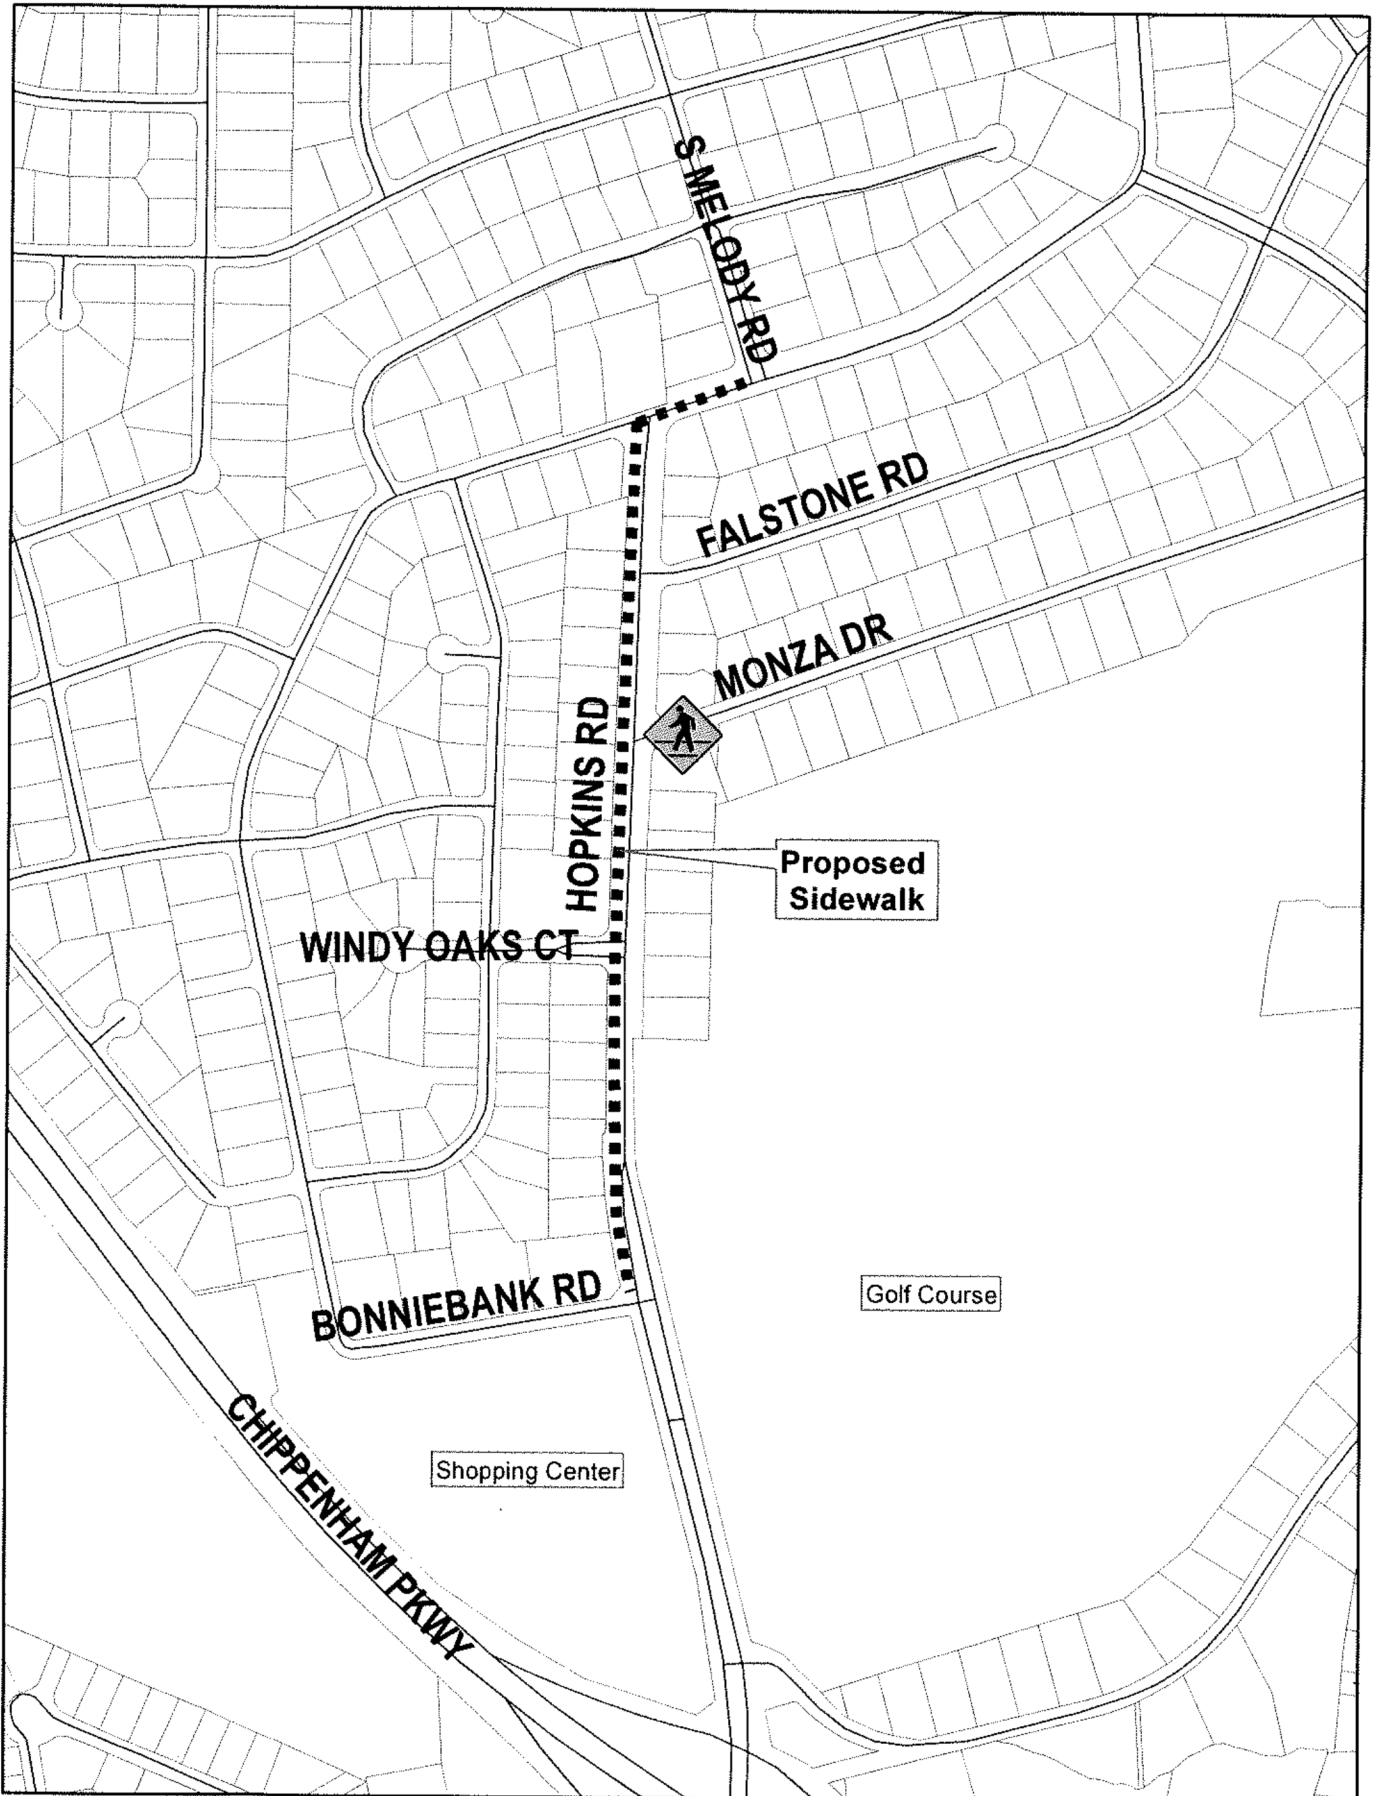 S MELODY RD
FALSTONE RD
MONZA DR
HOPKINS RD
Proposed
Sidewalk
WINDY OAKS CT
BONNIEBANK RD
Golf Course
CHIPPENHAM PKWY
Shopping Center